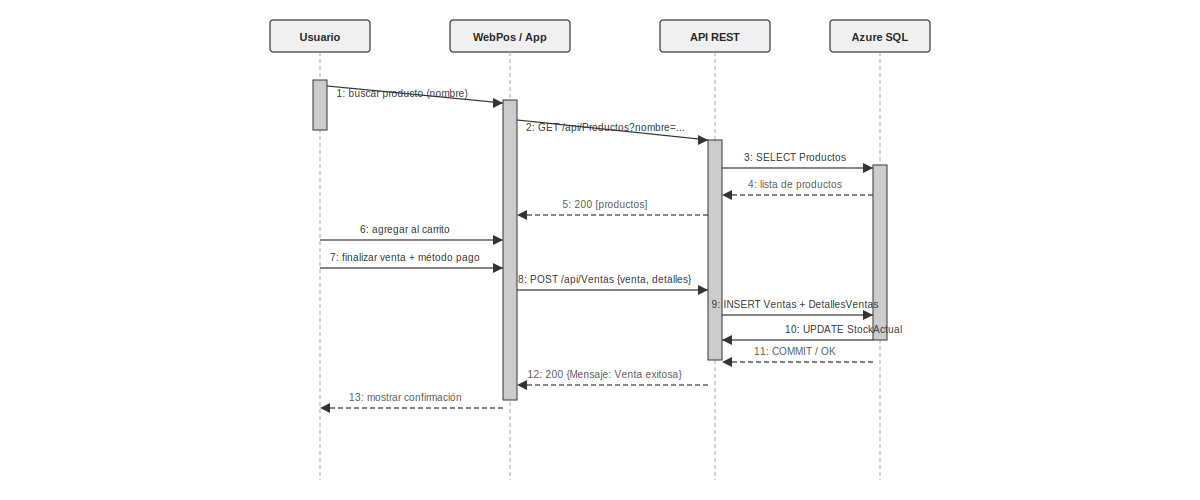 Usuario
WebPos / App
API REST
Azure SQL
1: buscar producto (nombre)
2: GET /api/Productos?nombre=...
3: SELECT Productos
4: lista de productos
5: 200 [productos]
6: agregar al carrito
7: finalizar venta + método pago
8: POST /api/Ventas {venta, detalles}
9: INSERT Ventas + DetallesVentas
10: UPDATE StockActual
11: COMMIT / OK
12: 200 {Mensaje: Venta exitosa}
13: mostrar confirmación